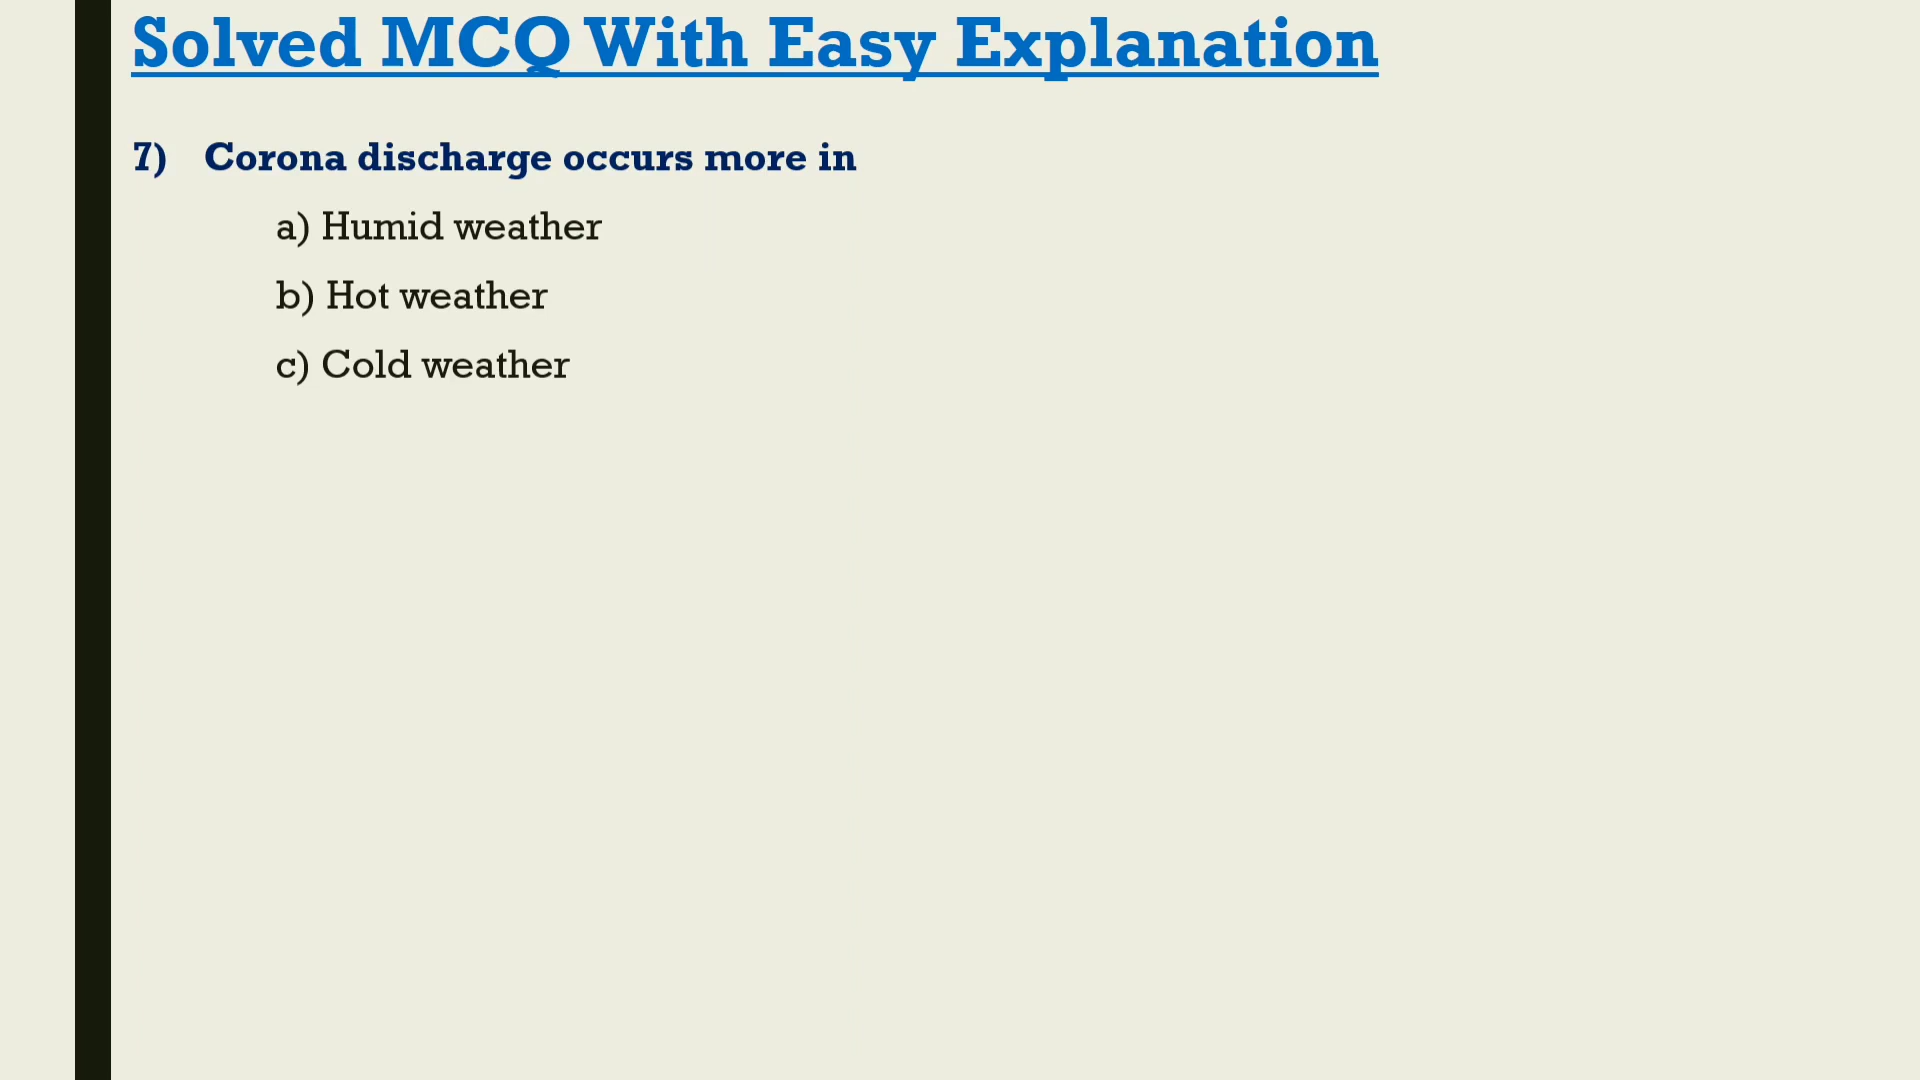 Solved MCQ With Easy Explanation
7) Corona discharge occurs more in
a) Humid weather
b) Hot weather
c) Cold weather